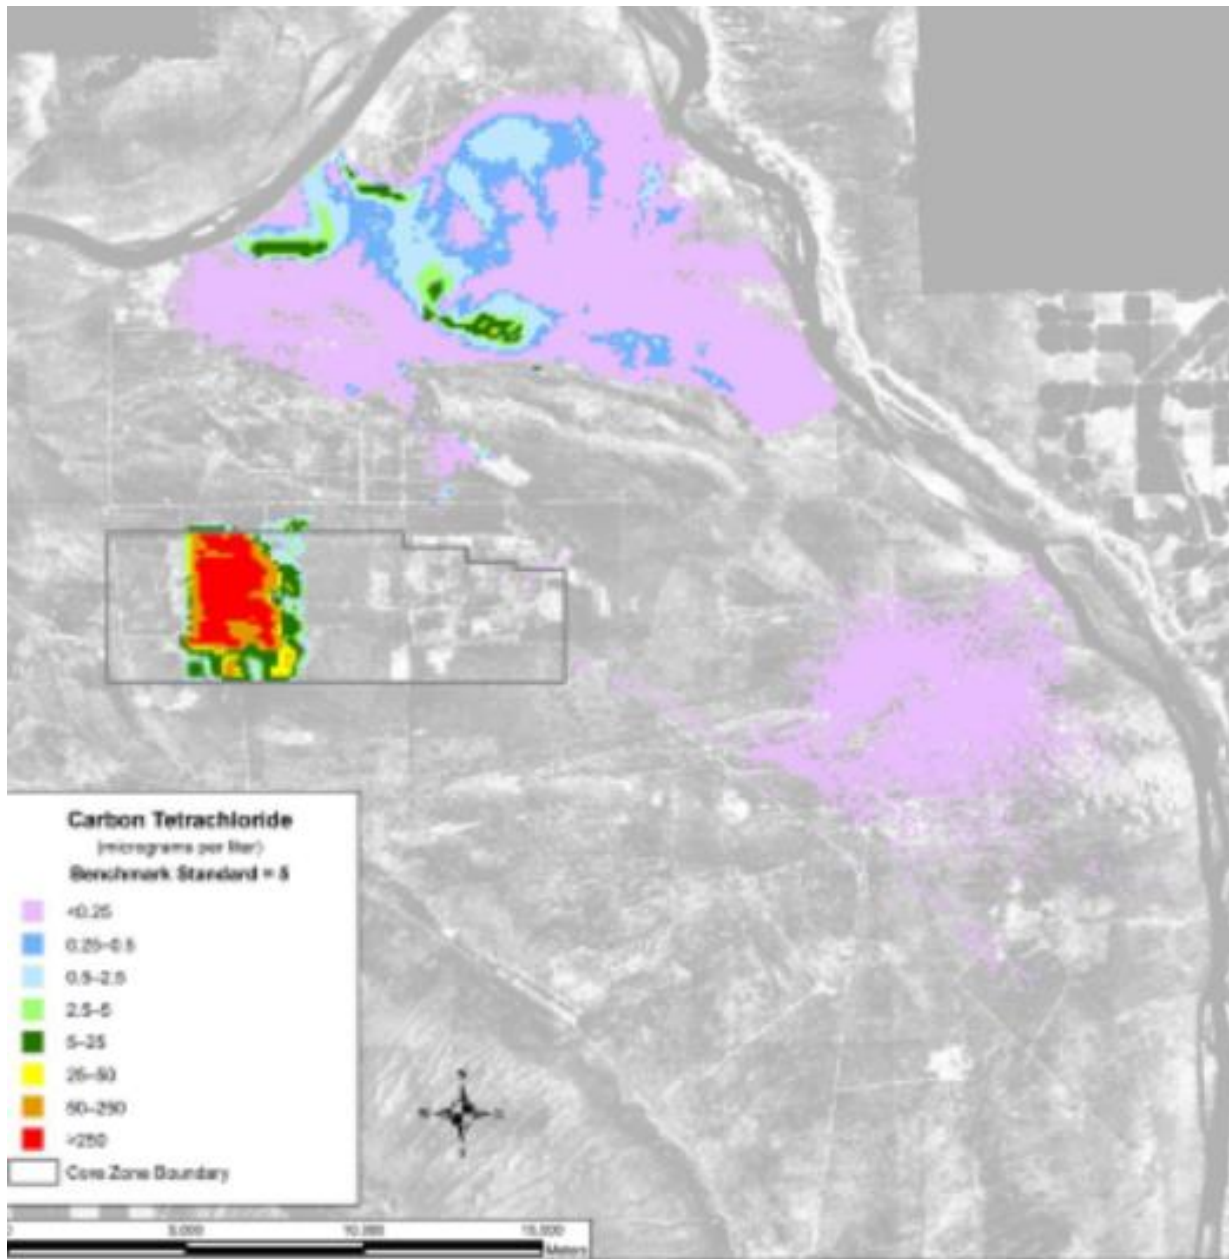 Carbon Tetrachloride
(micrograms per liter)
Benchmark Standard = 5
<0.25
0.25–0.5
0.5–2.5
2.5–5
5–25
25–50
50–250
>250
Core Zone Boundary
5,000 10,000 15,000
Meters